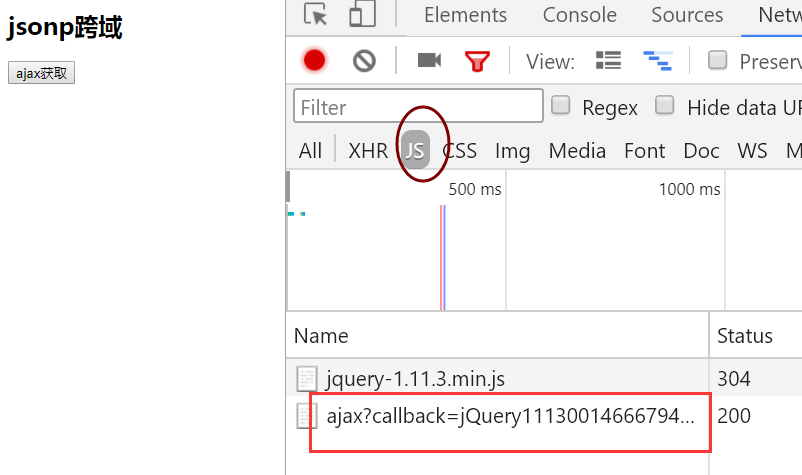 jsonp跨域
ajax获取
Elements Console Sources Netw
View: Preserv
Filter Regex Hide data UR
All XHR JS CSS Img Media Font Doc WS M
500 ms 1000 ms
Name Status
jquery-1.11.3.min.js 304
ajax?callback=jQuery11130014666794... 200